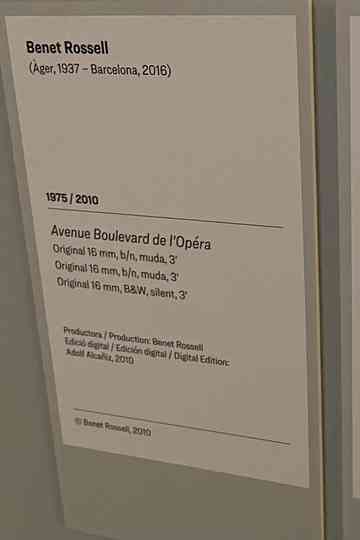 Benet Rossell
(Àger, 1937 – Barcelona, 2016)
1975 / 2010
Avenue Boulevard de l'Opéra
Original 16 mm, b/n, muda, 3'
Original 16 mm, b/n, muda, 3'
Original 16 mm, B&W, silent, 3'
Productora / Production: Benet Rossell
Edició digital / Edición digital / Digital Edition:
Adolf Alcañiz, 2010
© Benet Rossell, 2010